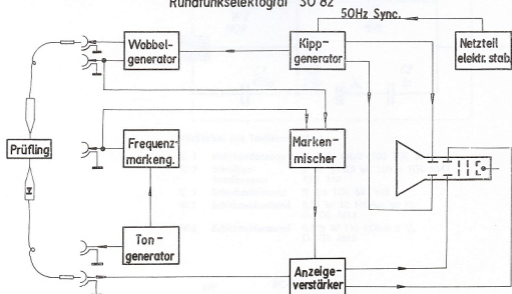 Rundfunkselektograf SO 82
50Hz Sync.
Wobbel-
generator
Kipp-
generator
Netzteil
elektr. stab.
Prüfling
Frequenz-
markeng.
Marken-
mischer
Ton-
generator
Anzeige-
verstärker